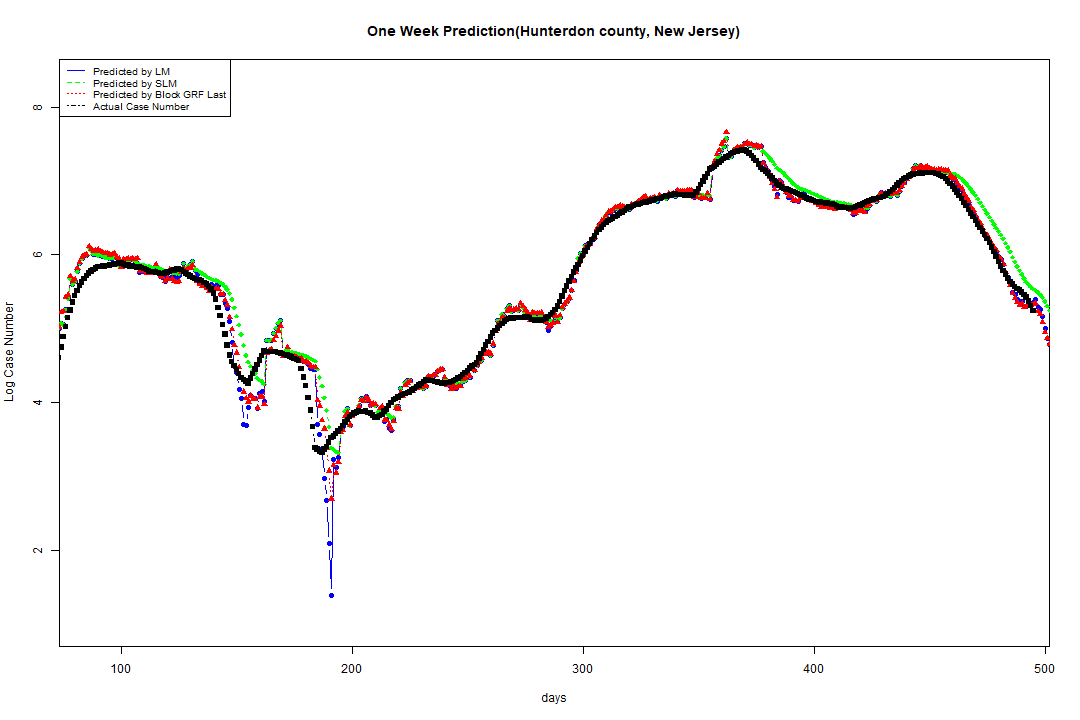 One Week Prediction(Hunterdon county, New Jersey)
Predicted by LM
Predicted by SLM
Predicted by Block GRF Last
Actual Case Number
8
6
4
2
Log Case Number
100 200 300 400 500
days